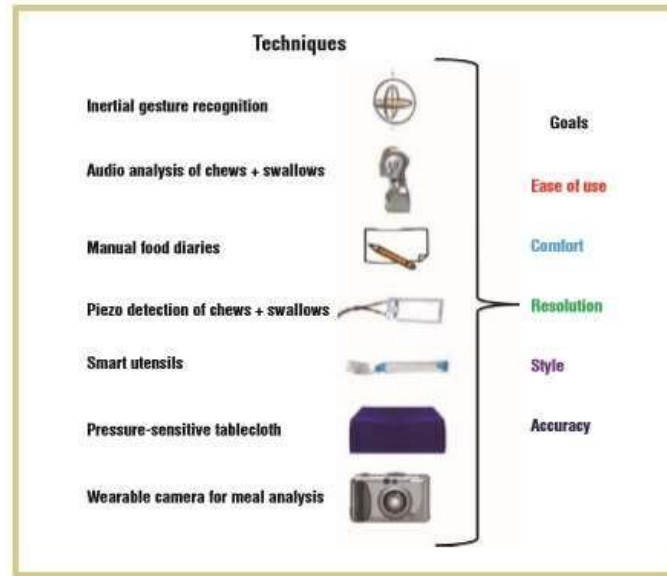 Techniques
Inertial gesture recognition
Audio analysis of chews + swallows
Manual food diaries
Piezo detection of chews + swallows
Smart utensils
Pressure-sensitive tablecloth
Wearable camera for meal analysis
Goals
Ease of use
Comfort
Resolution
Style
Accuracy